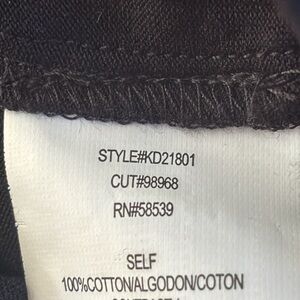 STYLE#KD21801
CUT#98968
RN#58539
SELF
100%COTTON/ALGODON/COTON